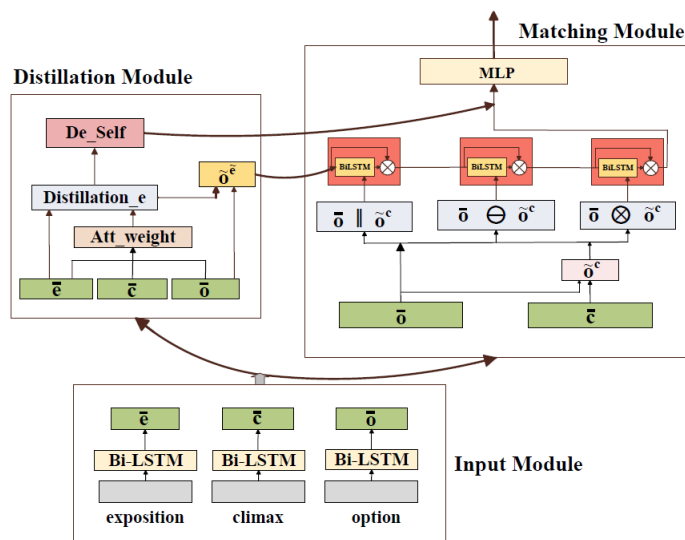 Matching Module
MLP
Distillation Module
De_Self
õ^ẽ
BiLSTM
BiLSTM
BiLSTM
Distillation_e
ō ‖ õ^c
ō ⊖ õ^c
ō ⊗ õ^c
Att_weight
õ^c
ē
c̄
ō
ō
c̄
ē
c̄
ō
Bi-LSTM
Bi-LSTM
Bi-LSTM
Input Module
exposition
climax
option